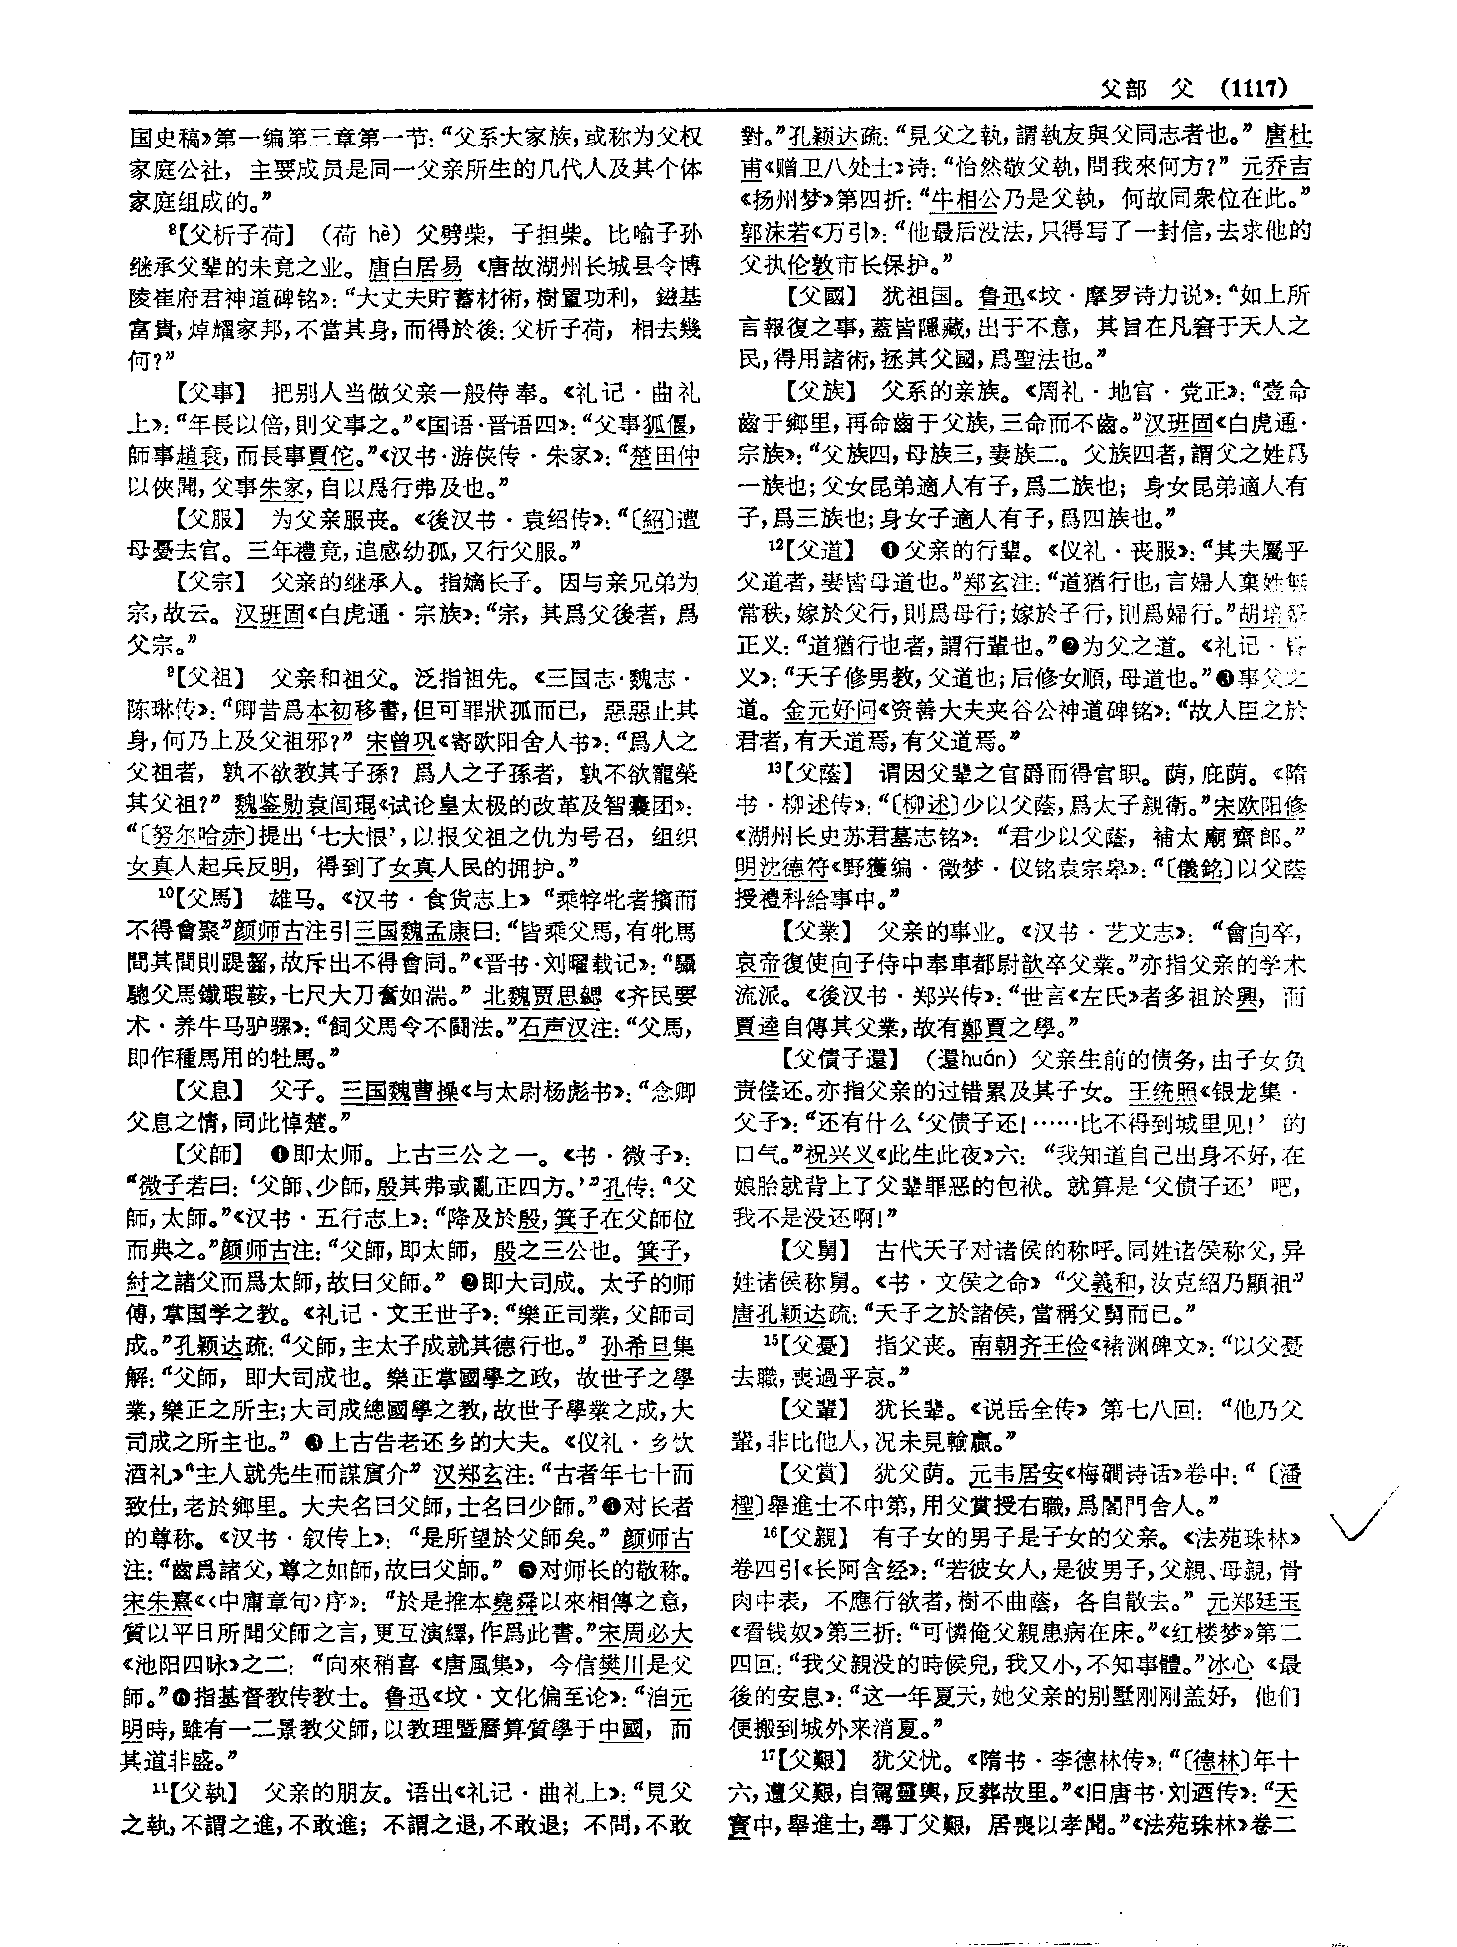 父部　父　(1117)
国史稿》第一编第三章第一节：“父系大家族，或称为父权
家庭公社，主要成员是同一父亲所生的几代人及其个体
家庭组成的。”
⁸【父析子荷】（荷 hè）父劈柴，子担柴。比喻子孙
继承父辈的未竟之业。唐白居易《唐故湖州长城县令博
陵崔府君神道碑铭》：“大丈夫貯蓄材術，樹置功利，鎡基
富貴，焯耀家邦，不當其身，而得於後：父析子荷，相去幾
何？”
【父事】　把别人当做父亲一般侍奉。《礼记·曲礼
上》：“年長以倍，則父事之。”《国语·晋语四》：“父事狐偃，
師事趙衰，而長事賈佗。”《汉书·游侠传·朱家》：“楚田仲
以俠聞，父事朱家，自以爲行弗及也。”
【父服】　为父亲服丧。《後汉书·袁绍传》：“〔紹〕遭
母憂去官。三年禮竟，追感幼孤，又行父服。”
【父宗】　父亲的继承人。指嫡长子。因与亲兄弟为
宗，故云。汉班固《白虎通·宗族》：“宗，其爲父後者，爲
父宗。”
⁹【父祖】　父亲和祖父。泛指祖先。《三国志·魏志·
陈琳传》：“卿昔爲本初移書，但可罪狀孤而已，惡惡止其
身，何乃上及父祖邪？”宋曾巩《寄欧阳舍人书》：“爲人之
父祖者，孰不欲教其子孫？爲人之子孫者，孰不欲寵榮
其父祖？”魏鉴勋袁闾琨《试论皇太极的改革及智囊团》：
“〔努尔哈赤〕提出‘七大恨’，以报父祖之仇为号召，组织
女真人起兵反明，得到了女真人民的拥护。”
¹⁰【父馬】　雄马。《汉书·食货志上》“乘牸牝者擯而
不得會聚”颜师古注引三国魏孟康曰：“皆乘父馬，有牝馬
間其間則踶齧，故斥出不得會同。”《晋书·刘曜载记》：“驕
驄父馬鐵瑕鞍，七尺大刀奮如湍。”北魏贾思勰《齐民要
术·养牛马驴骡》：“飼父馬令不鬭法。”石声汉注：“父馬，
即作種馬用的牡馬。”
【父息】　父子。三国魏曹操《与太尉杨彪书》：“念卿
父息之情，同此悼楚。”
【父師】　❶即太师。上古三公之一。《书·微子》：
“微子若曰：‘父師、少師，殷其弗或亂正四方。’”孔传：“父
師，太師。”《汉书·五行志上》：“降及於殷，箕子在父師位
而典之。”颜师古注：“父師，即太師，殷之三公也。箕子，
紂之諸父而爲太師，故曰父師。”❷即大司成。太子的师
傅，掌国学之教。《礼记·文王世子》：“樂正司業，父師司
成。”孔颖达疏：“父師，主太子成就其德行也。”孙希旦集
解：“父師，即大司成也。樂正掌國學之政，故世子之學
業，樂正之所主；大司成總國學之教，故世子學業之成，大
司成之所主也。”❸上古告老还乡的大夫。《仪礼·乡饮
酒礼》“主人就先生而謀賓介”汉郑玄注：“古者年七十而
致仕，老於鄉里。大夫名曰父師，士名曰少師。”❹对长者
的尊称。《汉书·叙传上》：“是所望於父師矣。”颜师古
注：“齒爲諸父，尊之如師，故曰父師。”❺对师长的敬称。
宋朱熹《〈中庸章句〉序》：“於是推本堯舜以來相傳之意，
質以平日所聞父師之言，更互演繹，作爲此書。”宋周必大
《池阳四咏》之二：“向來稍喜《唐風集》，今信樊川是父
師。”❻指基督教传教士。鲁迅《坟·文化偏至论》：“洎元
明時，雖有一二景教父師，以教理暨曆算質學于中國，而
其道非盛。”
¹¹【父執】　父亲的朋友。语出《礼记·曲礼上》：“見父
之執，不謂之進，不敢進；不謂之退，不敢退；不問，不敢
對。”孔颖达疏：“見父之執，謂執友與父同志者也。”唐杜
甫《赠卫八处士》诗：“怡然敬父執，問我來何方？”元乔吉
《扬州梦》第四折：“牛相公乃是父執，何故同衆位在此。”
郭沫若《万引》：“他最后没法，只得写了一封信，去求他的
父执伦敦市长保护。”
【父國】　犹祖国。鲁迅《坟·摩罗诗力说》：“如上所
言報復之事，蓋皆隱藏，出于不意，其旨在凡窘于天人之
民，得用諸術，拯其父國，爲聖法也。”
【父族】　父系的亲族。《周礼·地官·党正》：“壹命
齒于鄉里，再命齒于父族，三命而不齒。”汉班固《白虎通·
宗族》：“父族四，母族三，妻族二。父族四者，謂父之姓爲
一族也；父女昆弟適人有子，爲二族也；身女昆弟適人有
子，爲三族也；身女子適人有子，爲四族也。”
¹²【父道】　❶父亲的行辈。《仪礼·丧服》：“其夫屬乎
父道者，妻皆母道也。”郑玄注：“道猶行也，言婦人棄姓無
常秩，嫁於父行，則爲母行；嫁於子行，則爲婦行。”胡培翚
正义：“道猶行也者，謂行輩也。”❷为父之道。《礼记·昏
义》：“天子修男教，父道也；后修女順，母道也。”❸事父之
道。金元好问《资善大夫夹谷公神道碑铭》：“故人臣之於
君者，有天道焉，有父道焉。”
¹³【父蔭】　谓因父辈之官爵而得官职。荫，庇荫。《隋
书·柳述传》：“〔柳述〕少以父蔭，爲太子親衛。”宋欧阳修
《湖州长史苏君墓志铭》：“君少以父蔭，補太廟齋郎。”
明沈德符《野獲编·徵梦·仪铭袁宗皋》：“〔儀銘〕以父蔭
授禮科給事中。”
【父業】　父亲的事业。《汉书·艺文志》：“會向卒，
哀帝復使向子侍中奉車都尉歆卒父業。”亦指父亲的学术
流派。《後汉书·郑兴传》：“世言《左氏》者多祖於興，而
賈逵自傳其父業，故有鄭賈之學。”
【父債子還】（還huán）父亲生前的债务，由子女负
责偿还。亦指父亲的过错累及其子女。王统照《银龙集·
父子》：“还有什么‘父债子还！……比不得到城里见！’的
口气。”祝兴义《此生此夜》六：“我知道自己出身不好，在
娘胎就背上了父辈罪恶的包袱。就算是‘父债子还’吧，
我不是没还啊！”
【父舅】　古代天子对诸侯的称呼。同姓诸侯称父，异
姓诸侯称舅。《书·文侯之命》“父義和，汝克紹乃顯祖”
唐孔颖达疏：“天子之於諸侯，當稱父舅而已。”
¹⁵【父憂】　指父丧。南朝齐王俭《褚渊碑文》：“以父憂
去職，喪過乎哀。”
【父輩】　犹长辈。《说岳全传》第七八回：“他乃父
輩，非比他人，况未見輸贏。”
【父賞】　犹父荫。元韦居安《梅磵诗话》卷中：“〔潘
檉〕舉進士不中第，用父賞授右職，爲閣門舍人。”
¹⁶【父親】　有子女的男子是子女的父亲。《法苑珠林》
卷四引《长阿含经》：“若彼女人，是彼男子，父親、母親，骨
肉中表，不應行欲者，樹不曲蔭，各自散去。”元郑廷玉
《看钱奴》第三折：“可憐俺父親患病在床。”《红楼梦》第二
四回：“我父親没的時候兒，我又小，不知事體。”冰心《最
後的安息》：“这一年夏天，她父亲的别墅刚刚盖好，他们
便搬到城外来消夏。”
¹⁷【父艱】　犹父忧。《隋书·李德林传》：“〔德林〕年十
六，遭父艱，自駕靈輿，反葬故里。”《旧唐书·刘迺传》：“天
寶中，舉進士，尋丁父艱，居喪以孝聞。”《法苑珠林》卷二